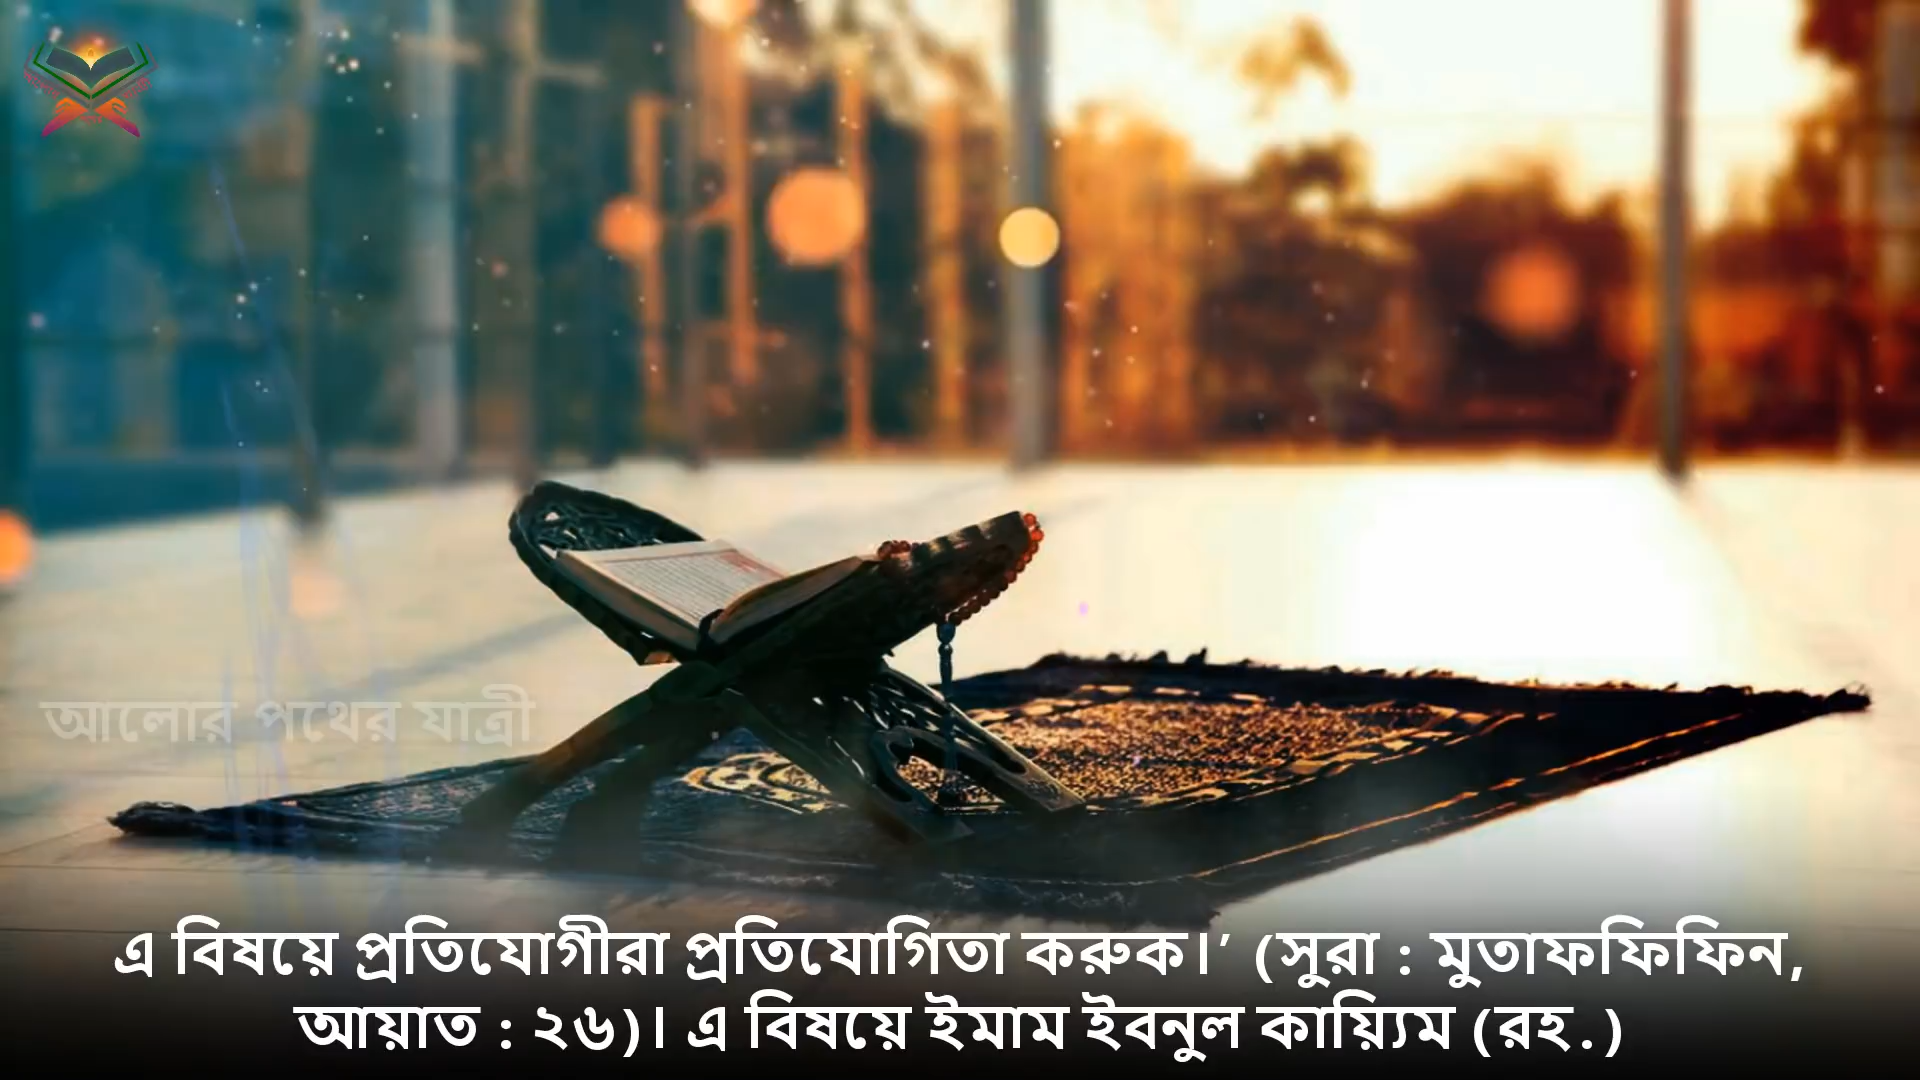 আলোর পথের যাত্রী
এ বিষয়ে প্রতিযোগীরা প্রতিযোগিতা করুক।’ (সুরা : মুতাফফিফিন,
আয়াত : ২৬)। এ বিষয়ে ইমাম ইবনুল কায়্যিম (রহ.)